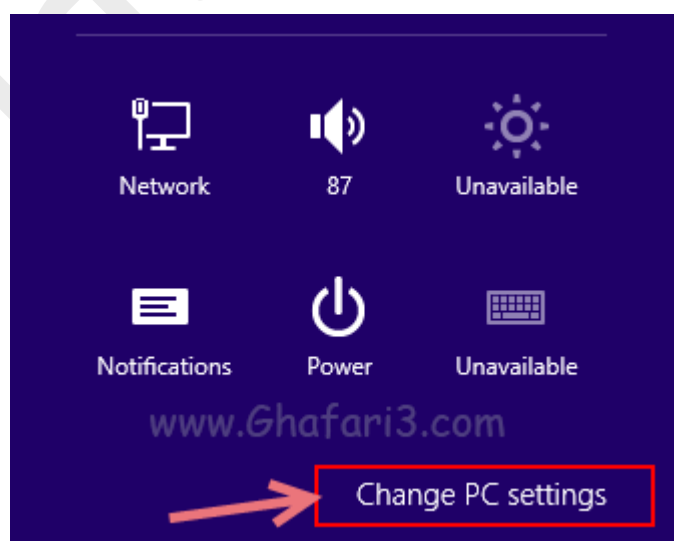 Network 87 Unavailable
Notifications Power Unavailable
www.Ghafari3.com
Change PC settings